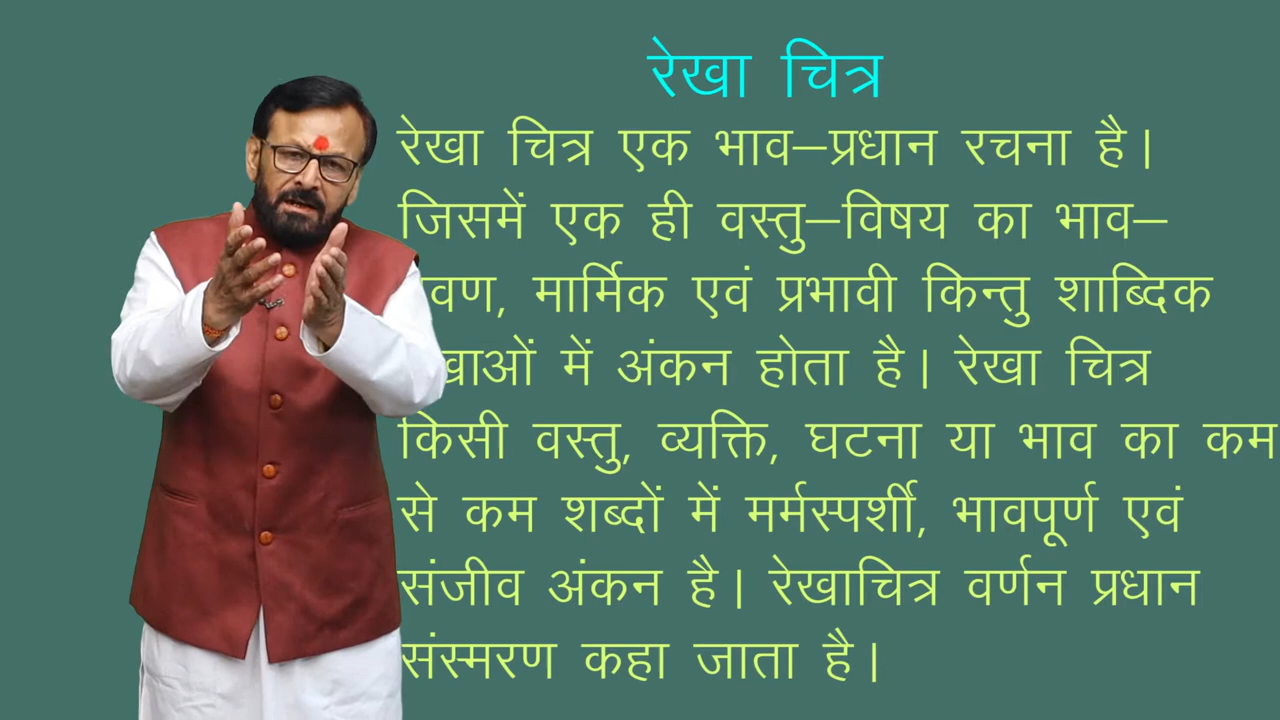 रेखा चित्र
रेखा चित्र एक भाव–प्रधान रचना है।
जिसमें एक ही वस्तु–विषय का भाव–
मार्मिक एवं प्रभावी किन्तु शाब्दिक
में अंकन होता है। रेखा चित्र
किसी वस्तु, व्यक्ति, घटना या भाव का कम
से कम शब्दों में मर्मस्पर्शी, भावपूर्ण एवं
संजीव अंकन है। रेखाचित्र वर्णन प्रधान
संस्मरण कहा जाता है।